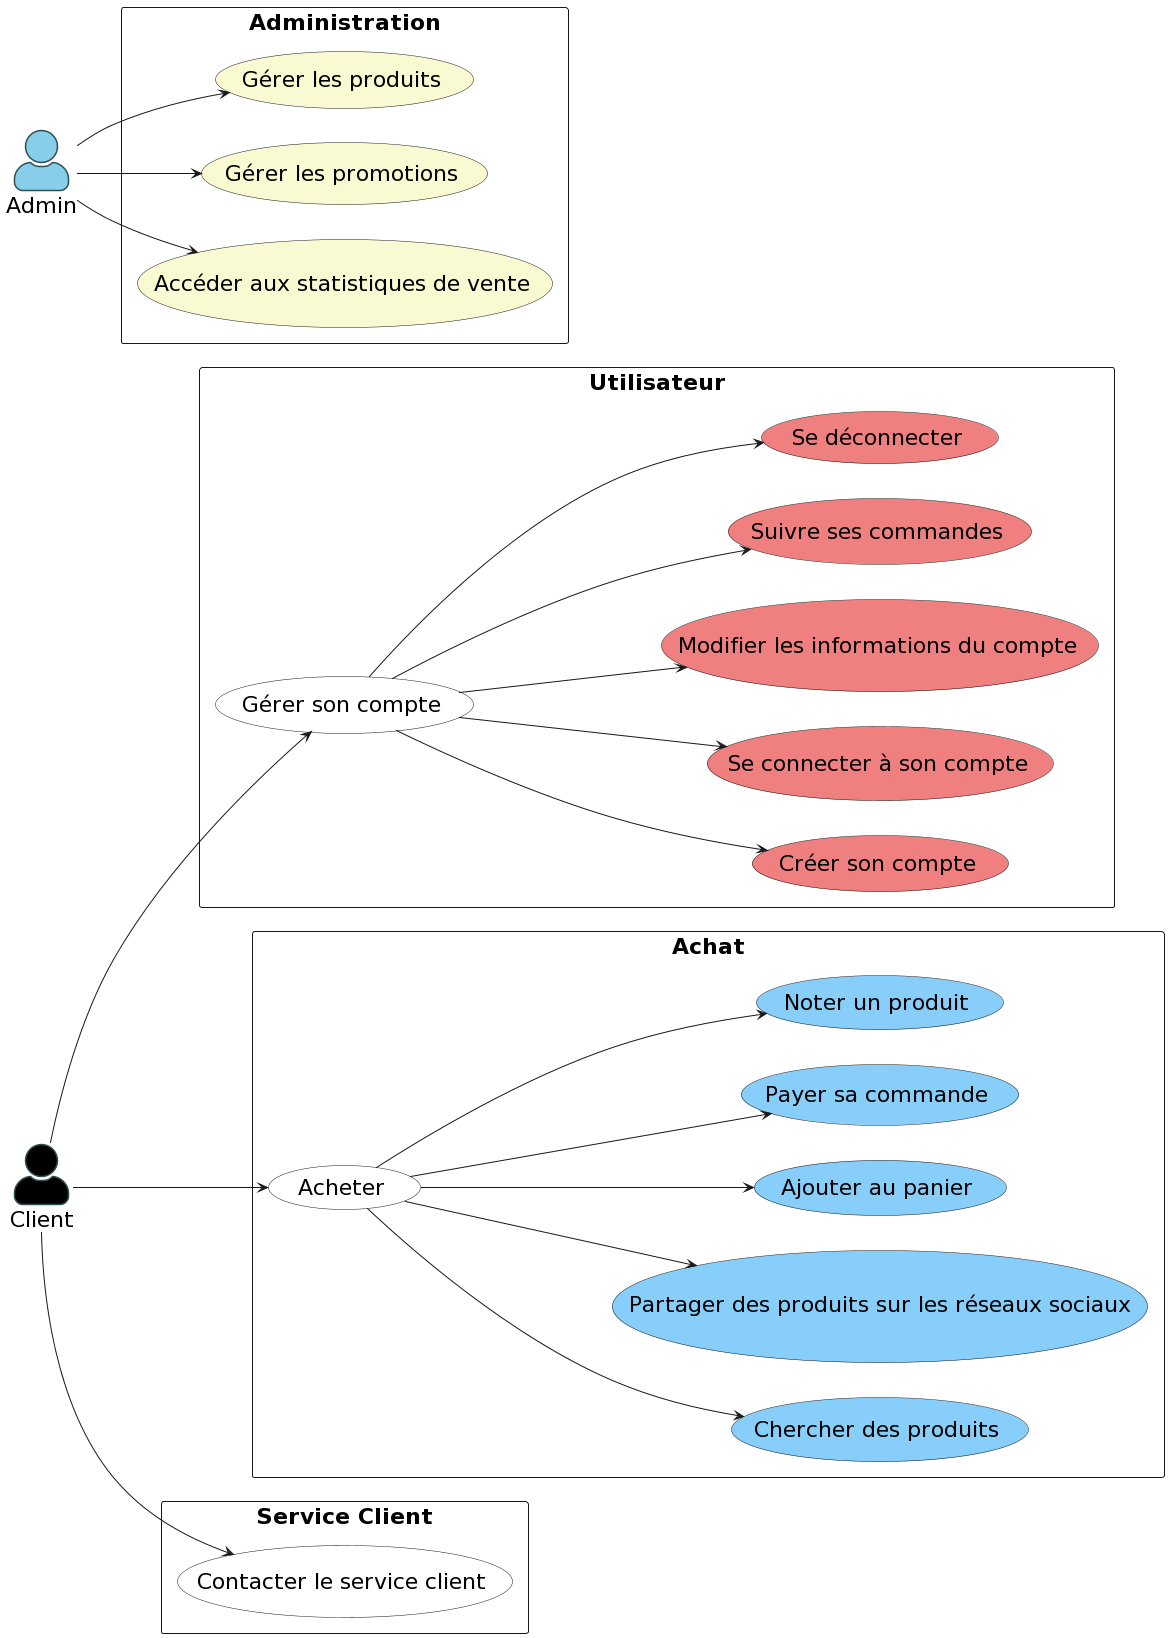 Administration
Gérer les produits
Gérer les promotions
Admin
Accéder aux statistiques de vente
Utilisateur
Se déconnecter
Suivre ses commandes
Modifier les informations du compte
Gérer son compte
Se connecter à son compte
Créer son compte
Achat
Noter un produit
Payer sa commande
Acheter
Ajouter au panier
Client
Partager des produits sur les réseaux sociaux
Chercher des produits
Service Client
Contacter le service client